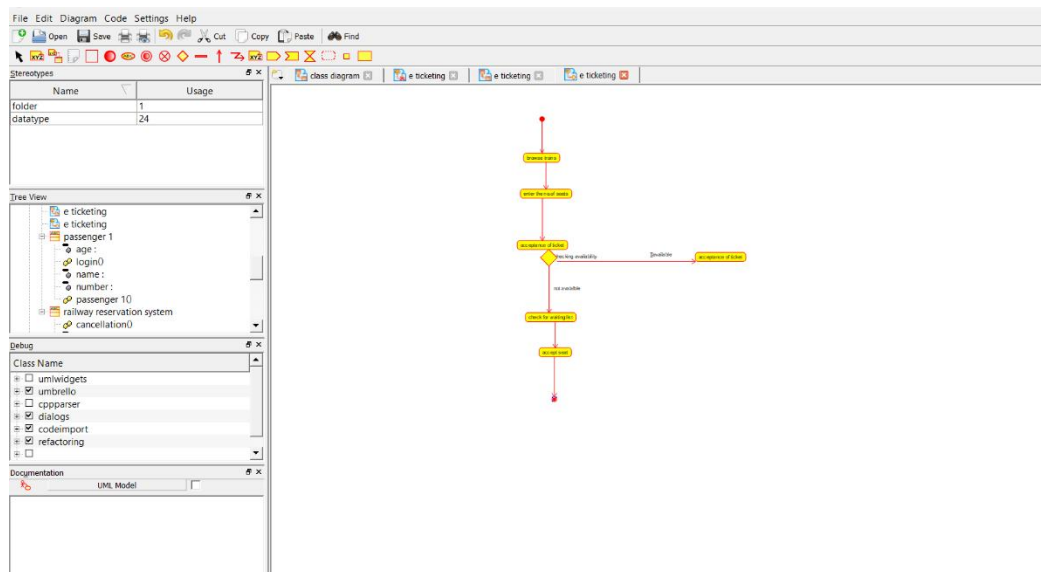 File Edit Diagram Code Settings Help
Open Save Cut Copy Paste Find
Stereotypes
class diagram e ticketing e ticketing e ticketing
Name Usage
folder 1
datatype 24
Tree View
e ticketing
e ticketing
passenger 1
age :
login()
name :
number :
passenger 1()
railway reservation system
cancellation()
Debug
Class Name
umlwidgets
umbrello
cppparser
dialogs
codeimport
refactoring
Documentation
UML Model
browse trains
enter the no.of seats
acceptance of ticket
checking availability
available
acceptance of ticket
not available
check for waiting list
accept seat